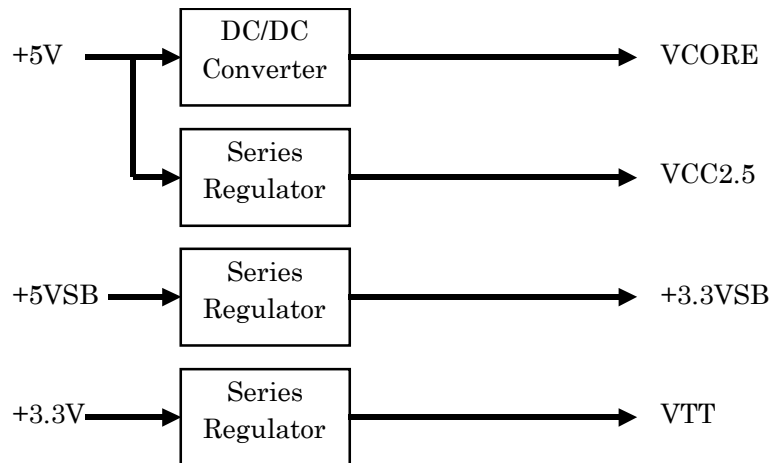 +5V
DC/DC
Converter
VCORE
Series
Regulator
VCC2.5
+5VSB
Series
Regulator
+3.3VSB
+3.3V
Series
Regulator
VTT